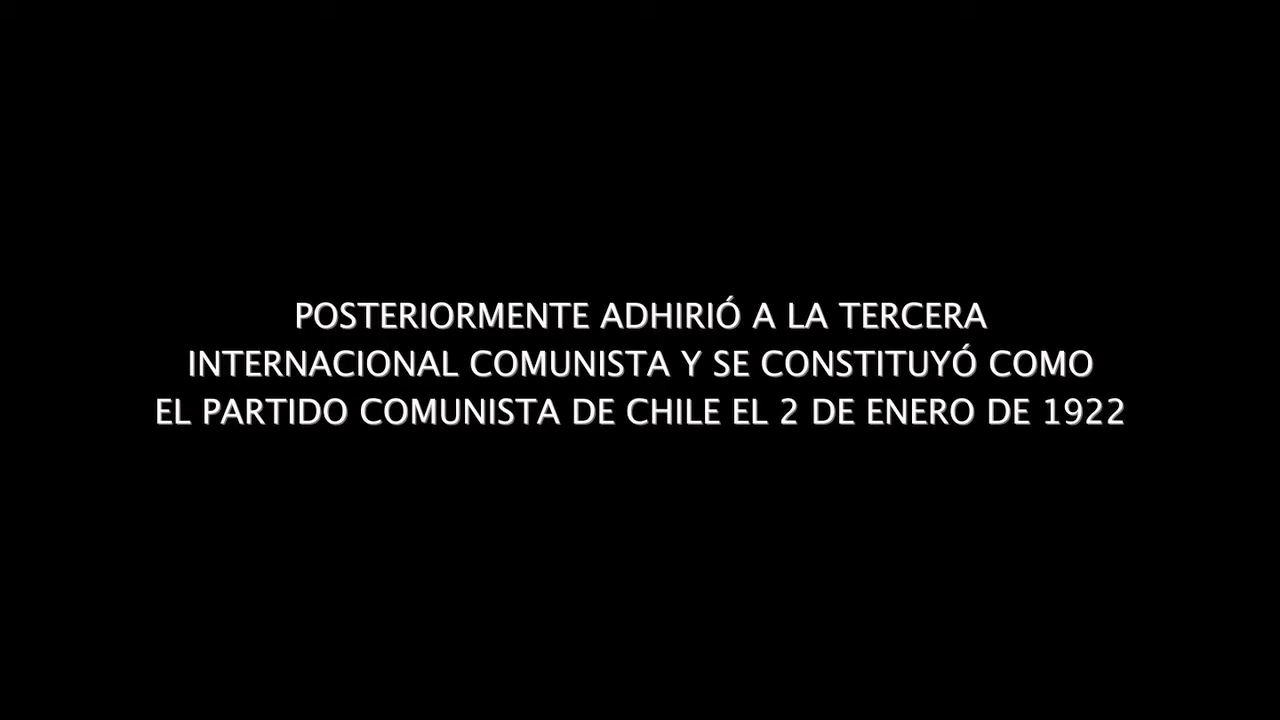 POSTERIORMENTE ADHIRIÓ A LA TERCERA
INTERNACIONAL COMUNISTA Y SE CONSTITUYÓ COMO
EL PARTIDO COMUNISTA DE CHILE EL 2 DE ENERO DE 1922